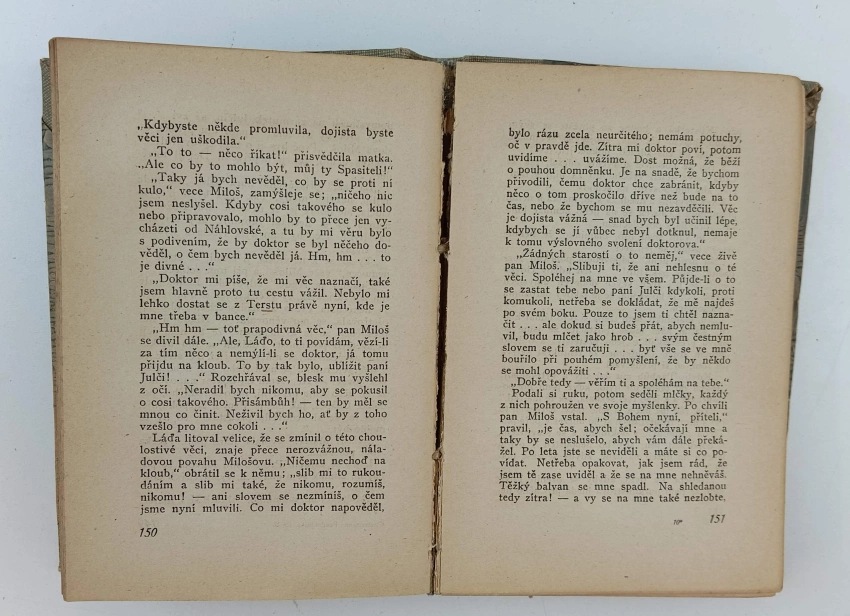 „Kdybyste někde promluvila, dojista byste
věci jen uškodila.“
„To to — něco říkat!“ přisvědčila matka.
„Ale co by to mohlo být, můj ty Spasiteli!“
„Taky já bych nevěděl, co by se proti ní
kulo,“ vece Miloš, zamýšleje se; „ničeho nic
jsem neslyšel. Kdyby cosi takového se kulo
nebo připravovalo, mohlo by to přece jen vy-
cházeti od Náhlovské, a tu by mi věru bylo
s podivením, že by doktor se byl něčeho do-
věděl, o čem bych nevěděl já. Hm, hm . . . to
je divné . . .“
„Doktor mi píše, že mi věc naznačí, také
jsem hlavně proto tu cestu vážil. Nebylo mi
lehko dostat se z Terstu právě nyní, kde je
mne třeba v bance.“
„Hm hm — toť prapodivná věc,“ pan Miloš
se divil dále. „Ale, Láďo, to ti povídám, vězí-li
za tím něco a nemýlí-li se doktor, já tomu
přijdu na kloub. To by tak bylo, ublížit paní
Julči! . . .“ Rozehříval se, blesk mu vyšlehl
z očí. „Neradil bych nikomu, aby se pokusil
o cosi takového. Přisámbůh! — ten by měl se
mnou co činit. Neživil bych ho, ať by z toho
vzešlo pro mne cokoli . . .“
Láďa litoval velice, že se zmínil o této chou-
lostivé věci, znaje přece nerozvážnou, nála-
dovou povahu Milošovu. „Ničemu nechoď na
kloub,“ obrátil se k němu; „slib mi to rukou-
dáním a slib mi také, že nikomu, rozumíš,
nikomu! — ani slovem se nezmíníš, o čem
jsme nyní mluvili. Co mi doktor napověděl,
150
bylo rázu zcela neurčitého; nemám potuchy,
oč v pravdě jde. Zítra mi doktor poví, potom
uvidíme . . . uvážíme. Dost možná, že běží
o pouhou domněnku. Je na snadě, že bychom
přivodili, čemu doktor chce zabránit, kdyby
něco o tom proskočilo dříve než bude na to
čas, nebo že bychom se mu nezavděčili. Věc
je dojista vážná — snad bych byl učinil lépe,
kdybych se jí vůbec nebyl dotknul, nemaje
k tomu výslovného svolení doktorova.“
„Žádných starostí o to neměj,“ vece živě
pan Miloš. „Slibuji ti, že ani nehlesnu o té
věci. Spoléhej na mne ve všem. Půjde-li o to
se zastat tebe nebo paní Julči kdykoli, proti
komukoli, netřeba se dokládat, že mě najdeš
po svém boku. Pouze to jsem ti chtěl nazna-
čit . . . ale dokud si budeš přát, abych nemlu-
vil, budu mlčet jako hrob . . . svým čestným
slovem se ti zaručuji . . . byť vše se ve mně
bouřilo při pouhém pomyšlení, že by někdo
se mohl opovážiti . . .“
„Dobře tedy — věřím ti a spoléhám na tebe.“
Podali si ruku, potom seděli mlčky, každý
z nich pohroužen ve svoje myšlenky. Po chvíli
pan Miloš vstal. „S Bohem nyní, příteli,“
pravil, „je čas, abych šel; očekávají mne a
taky by se neslušelo, abych vám dále překá-
žel. Po leta jste se neviděli a máte si co po-
vídat. Netřeba opakovat, jak jsem rád, že
jsem tě zase uviděl a že se na mne nehněváš.
Těžký balvan se mne spadl. Na shledanou
tedy zítra! — a vy se na mne také nezlobte,
10*
151